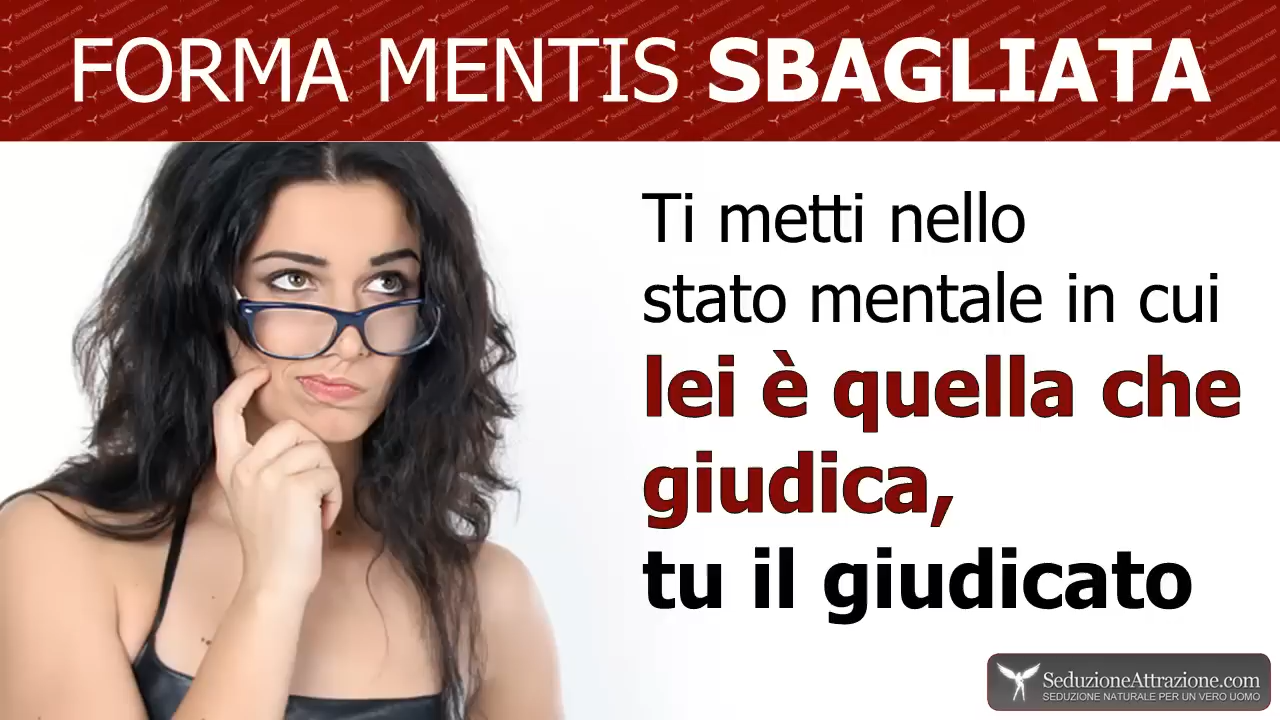 FORMA MENTIS SBAGLIATA
Ti metti nello
stato mentale in cui
lei è quella che
giudica,
tu il giudicato
SeduzioneAttrazione.com
SEDUZIONE NATURALE PER UN VERO UOMO